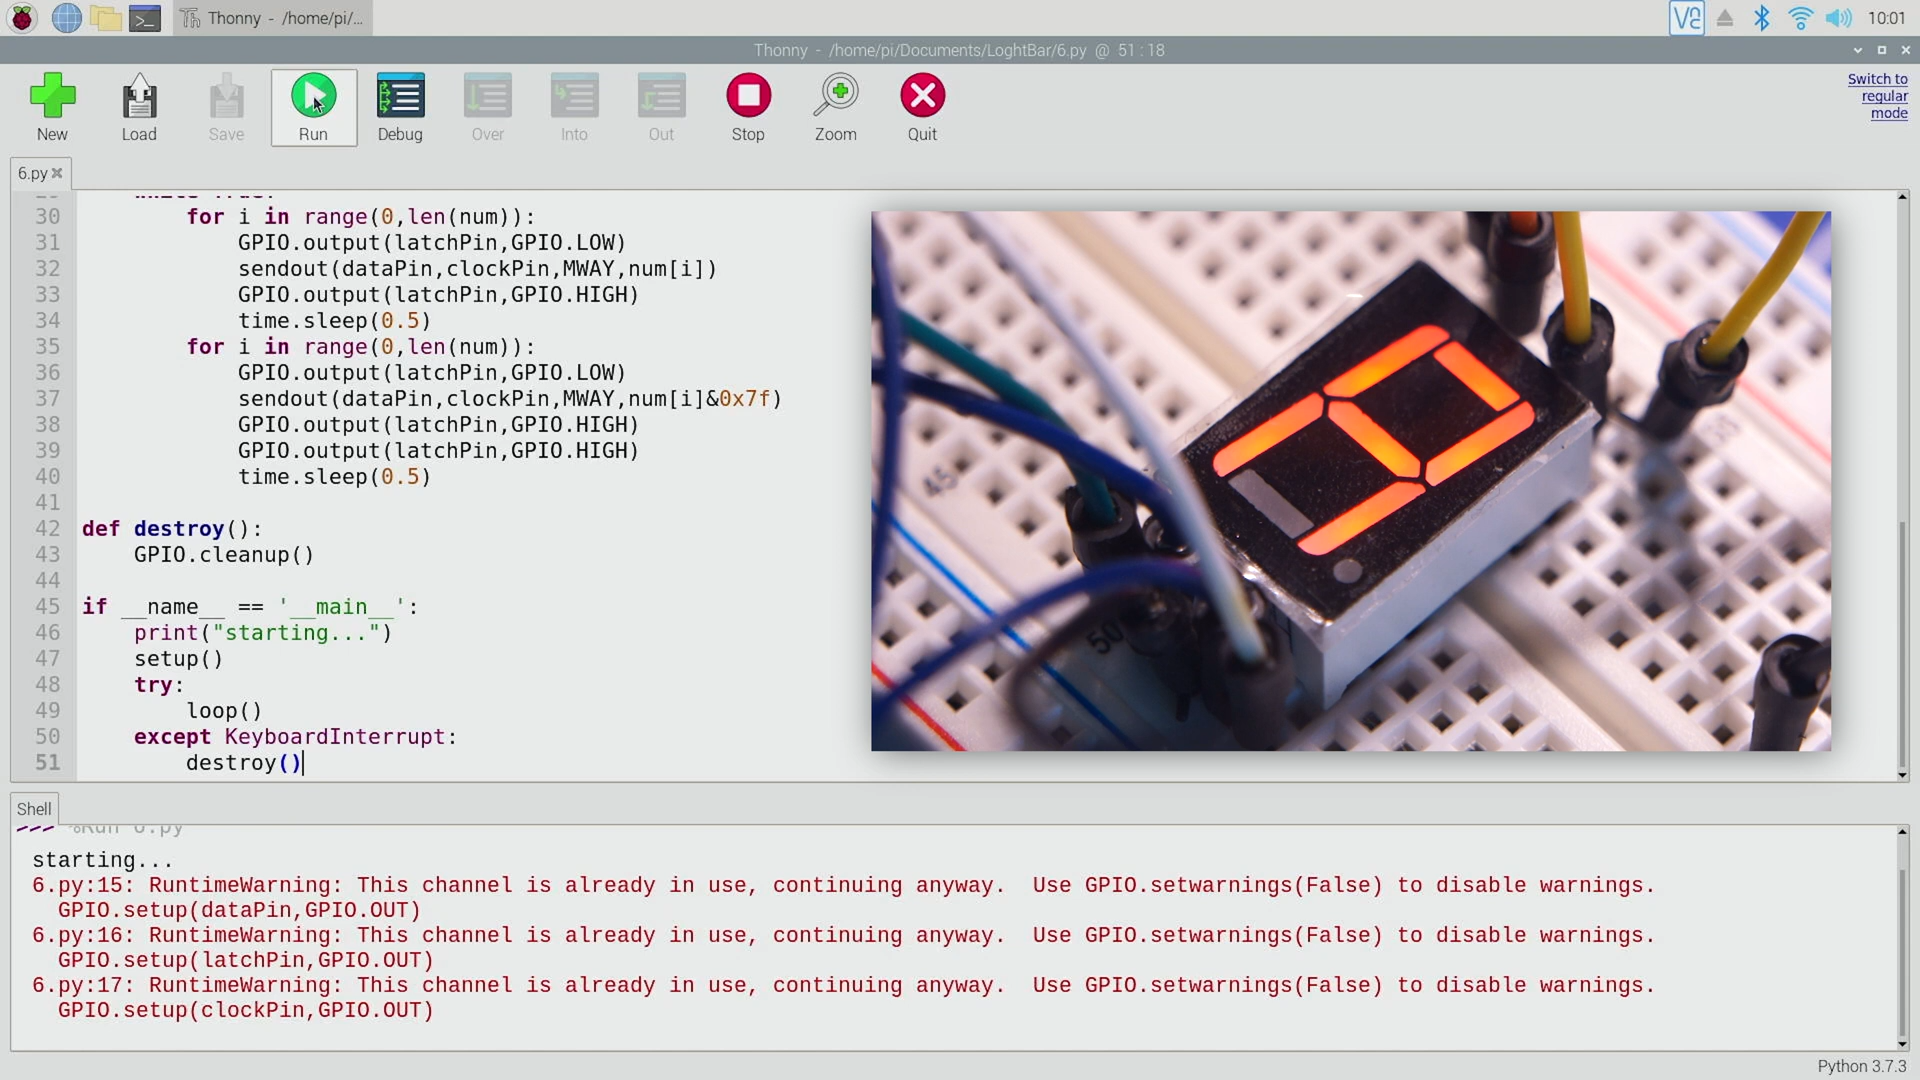 Thonny - /home/pi/...
10:01
Thonny - /home/pi/Documents/LoghtBar/6.py @ 51 : 18
New
Load
Save
Run
Debug
Over
Into
Out
Stop
Zoom
Quit
Switch to
regular
mode
6.py
30 for i in range(0,len(num)):
31 GPIO.output(latchPin,GPIO.LOW)
32 sendout(dataPin,clockPin,MWAY,num[i])
33 GPIO.output(latchPin,GPIO.HIGH)
34 time.sleep(0.5)
35 for i in range(0,len(num)):
36 GPIO.output(latchPin,GPIO.LOW)
37 sendout(dataPin,clockPin,MWAY,num[i]&0x7f)
38 GPIO.output(latchPin,GPIO.HIGH)
39 GPIO.output(latchPin,GPIO.HIGH)
40 time.sleep(0.5)
41
42 def destroy():
43 GPIO.cleanup()
44
45 if __name__ == '__main__':
46 print("starting...")
47 setup()
48 try:
49 loop()
50 except KeyboardInterrupt:
51 destroy()
45
50
Shell
>>> %Run 6.py
starting...
6.py:15: RuntimeWarning: This channel is already in use, continuing anyway.  Use GPIO.setwarnings(False) to disable warnings.
GPIO.setup(dataPin,GPIO.OUT)
6.py:16: RuntimeWarning: This channel is already in use, continuing anyway.  Use GPIO.setwarnings(False) to disable warnings.
GPIO.setup(latchPin,GPIO.OUT)
6.py:17: RuntimeWarning: This channel is already in use, continuing anyway.  Use GPIO.setwarnings(False) to disable warnings.
GPIO.setup(clockPin,GPIO.OUT)
Python 3.7.3